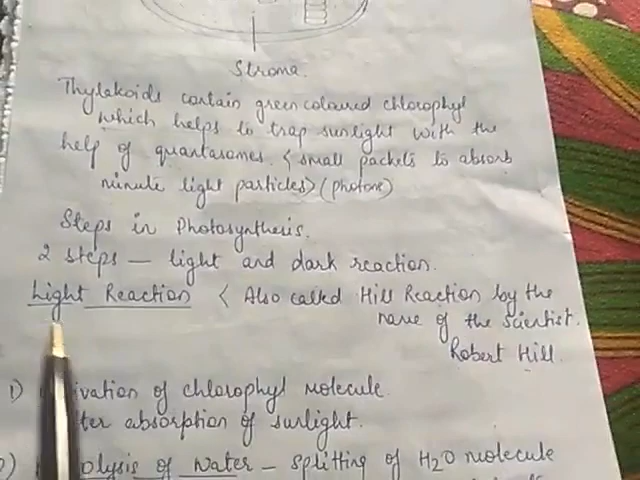 Stroma.
Thylakoids contain green coloured chlorophyl
which helps to trap sunlight with the
help of quantasomes. < small packets to absorb
minute light particles> (photons)
Steps in Photosynthesis.
2 steps — light and dark reaction.
Light Reaction < Also called Hill Reaction by the
name of the scientist.
Robert Hill.
1) ivation of chlorophyl molecule
ter absorption of sunlight.
) olysis of water – splitting of H2O molecule